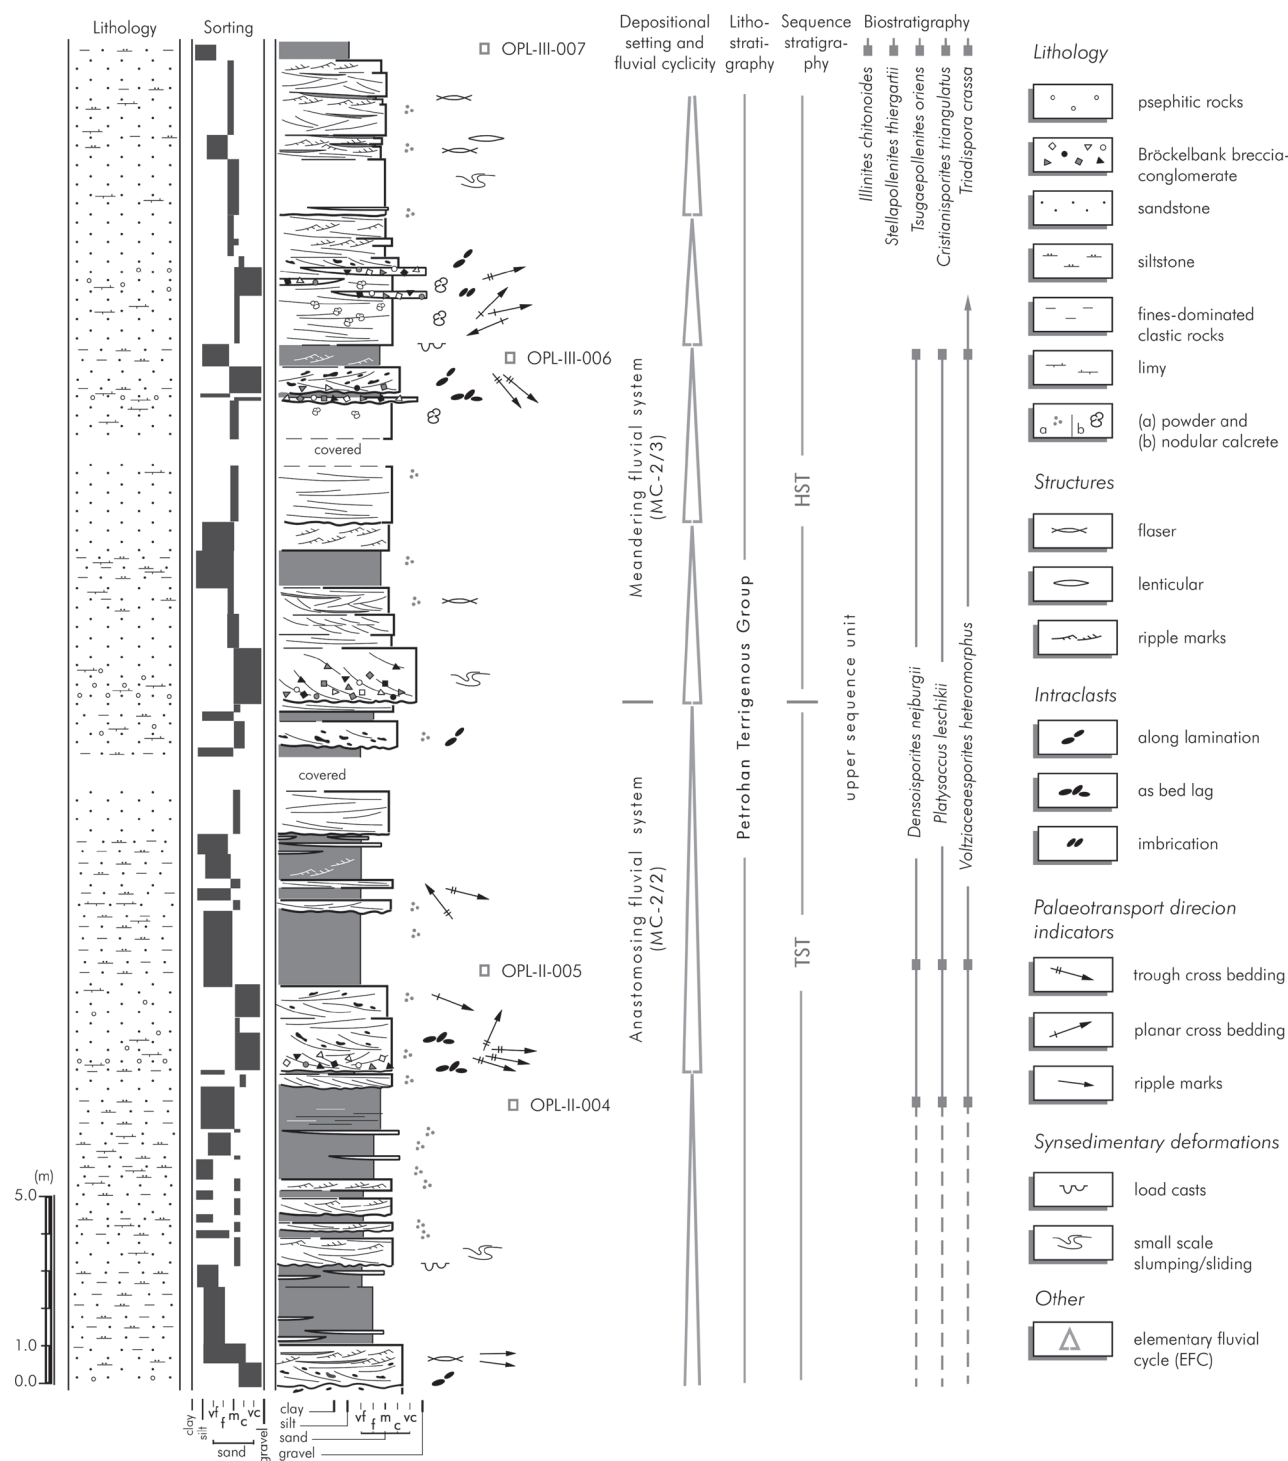 Lithology
Sorting
Depositional
setting and
fluvial cyclicity
Litho-
strati-
graphy
Sequence
stratigra-
phy
Biostratigraphy
Illinites chitonoides
Stellapollenites thiergartii
Tsugaepollenites oriens
Cristianisporites triangulatus
Triadispora crassa
OPL-III-007
OPL-III-006
covered
Meandering fluvial system
(MC-2/3)
HST
Petrohan Terrigenous Group
upper sequence unit
Densoisporites nejburgii
Platysaccus leschikii
Voltziaceaesporites heteromorphus
covered
Anastomosing fluvial system
(MC-2/2)
TST
OPL-II-005
OPL-II-004
(m)
5.0
1.0
0.0
clay
silt
vf
f
m
c
vc
gravel
sand
clay
silt
sand
gravel
vf
f
m
c
vc
Lithology
psephitic rocks
Bröckelbank breccia-
conglomerate
sandstone
siltstone
fines-dominated
clastic rocks
limy
a
b
(a) powder and
(b) nodular calcrete
Structures
flaser
lenticular
ripple marks
Intraclasts
along lamination
as bed lag
imbrication
Palaeotransport direcion
indicators
trough cross bedding
planar cross bedding
ripple marks
Synsedimentary deformations
load casts
small scale
slumping/sliding
Other
elementary fluvial
cycle (EFC)